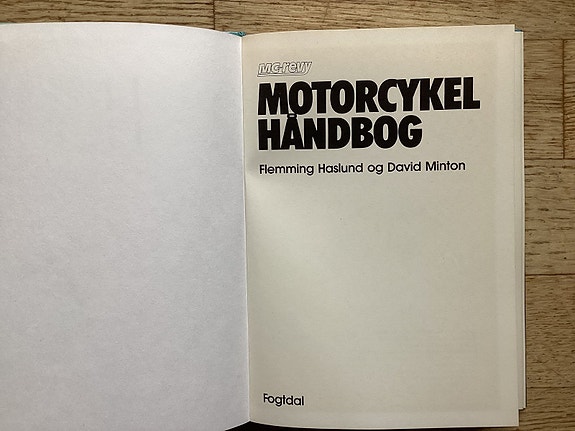 MC-revy
MOTORCYKEL
HÅNDBOG
Flemming Haslund og David Minton
Fogtdal